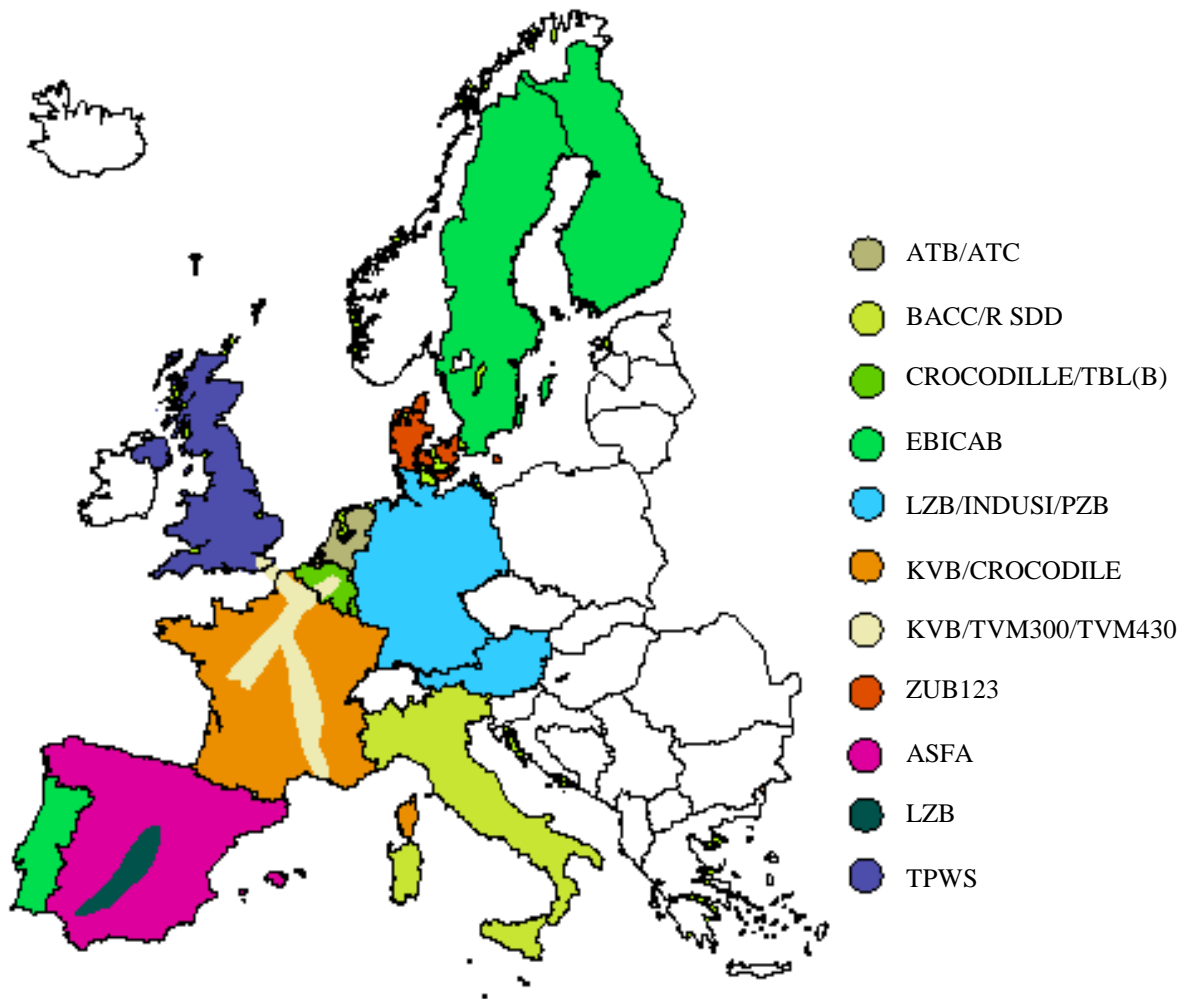 ATB/ATC
BACC/R SDD
CROCODILLE/TBL(B)
EBICAB
LZB/INDUSI/PZB
KVB/CROCODILE
KVB/TVM300/TVM430
ZUB123
ASFA
LZB
TPWS